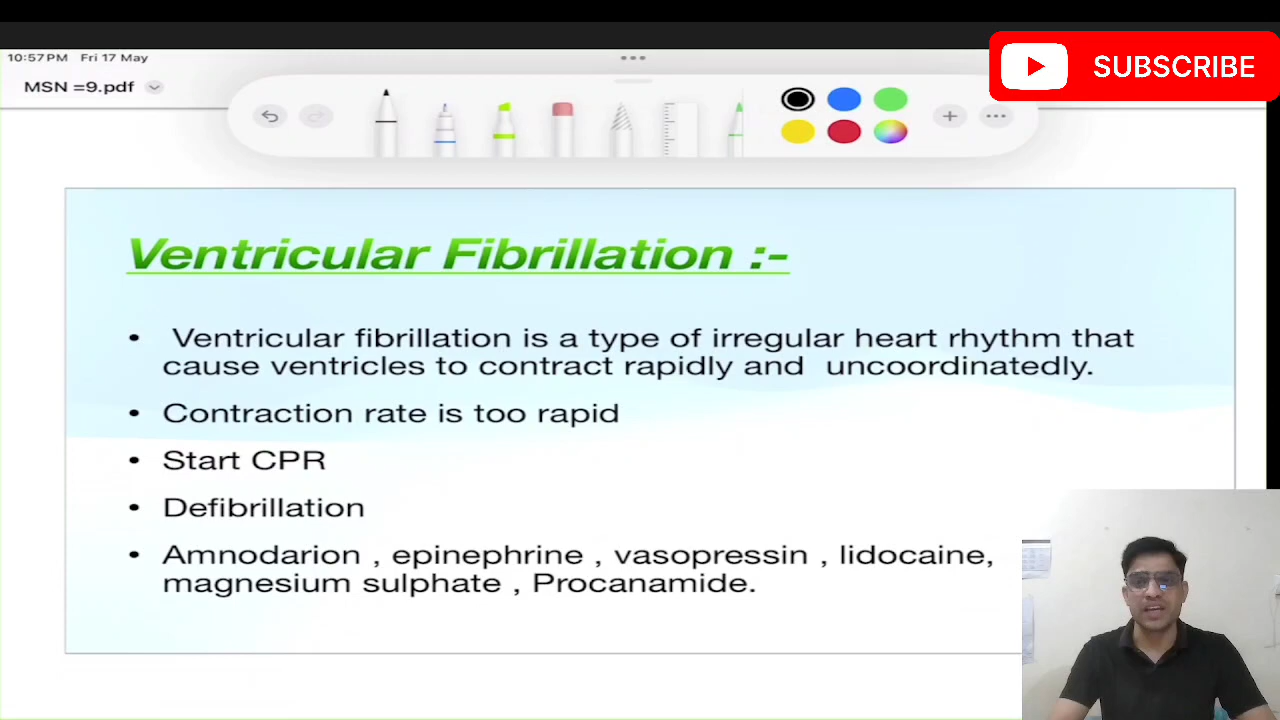 10:57 PM Fri 17 May
SUBSCRIBE
MSN =9.pdf
Ventricular Fibrillation :-
• Ventricular fibrillation is a type of irregular heart rhythm that
cause ventricles to contract rapidly and uncoordinatedly.
• Contraction rate is too rapid
• Start CPR
• Defibrillation
• Amnodarion , epinephrine , vasopressin , lidocaine,
magnesium sulphate , Procanamide.